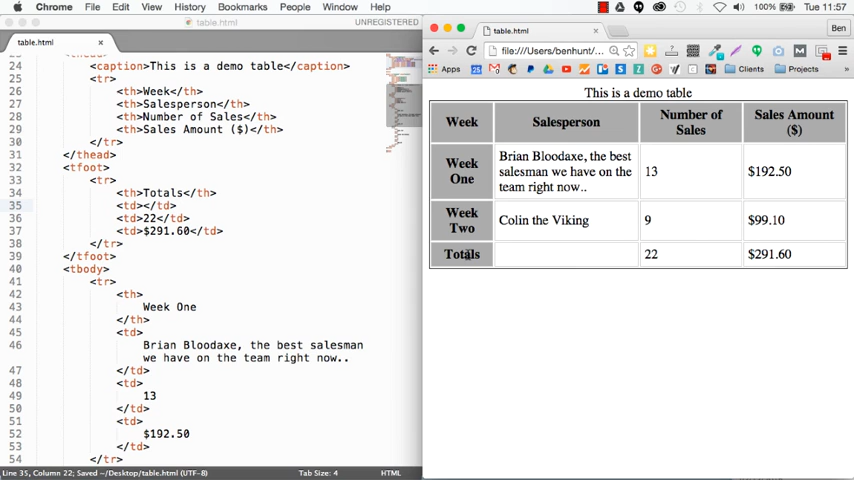 Chrome File Edit View History Bookmarks People Window Help 100% Tue 11:57
table.html UNREGISTERED
table.html
24 <caption>This is a demo table</caption>
25 <tr>
26 <th>Week</th>
27 <th>Salesperson</th>
28 <th>Number of Sales</th>
29 <th>Sales Amount ($)</th>
30 </tr>
31 </thead>
32 <tfoot>
33 <tr>
34 <th>Totals</th>
35 <td></td>
36 <td>22</td>
37 <td>$291.60</td>
38 </tr>
39 </tfoot>
40 <tbody>
41 <tr>
42 <th>
43 Week One
44 </th>
45 <td>
46 Brian Bloodaxe, the best salesman
we have on the team right now..
47 </td>
48 <td>
49 13
50 </td>
51 <td>
52 $192.50
53 </td>
54 </tr>
Line 35, Column 22; Saved ~/Desktop/table.html (UTF-8) Tab Size: 4 HTML
table.html Ben
file:///Users/benhunt/...
Apps Clients Projects »
This is a demo table
Week Salesperson Number of Sales Sales Amount ($)
Week One Brian Bloodaxe, the best salesman we have on the team right now.. 13 $192.50
Week Two Colin the Viking 9 $99.10
Totals 22 $291.60